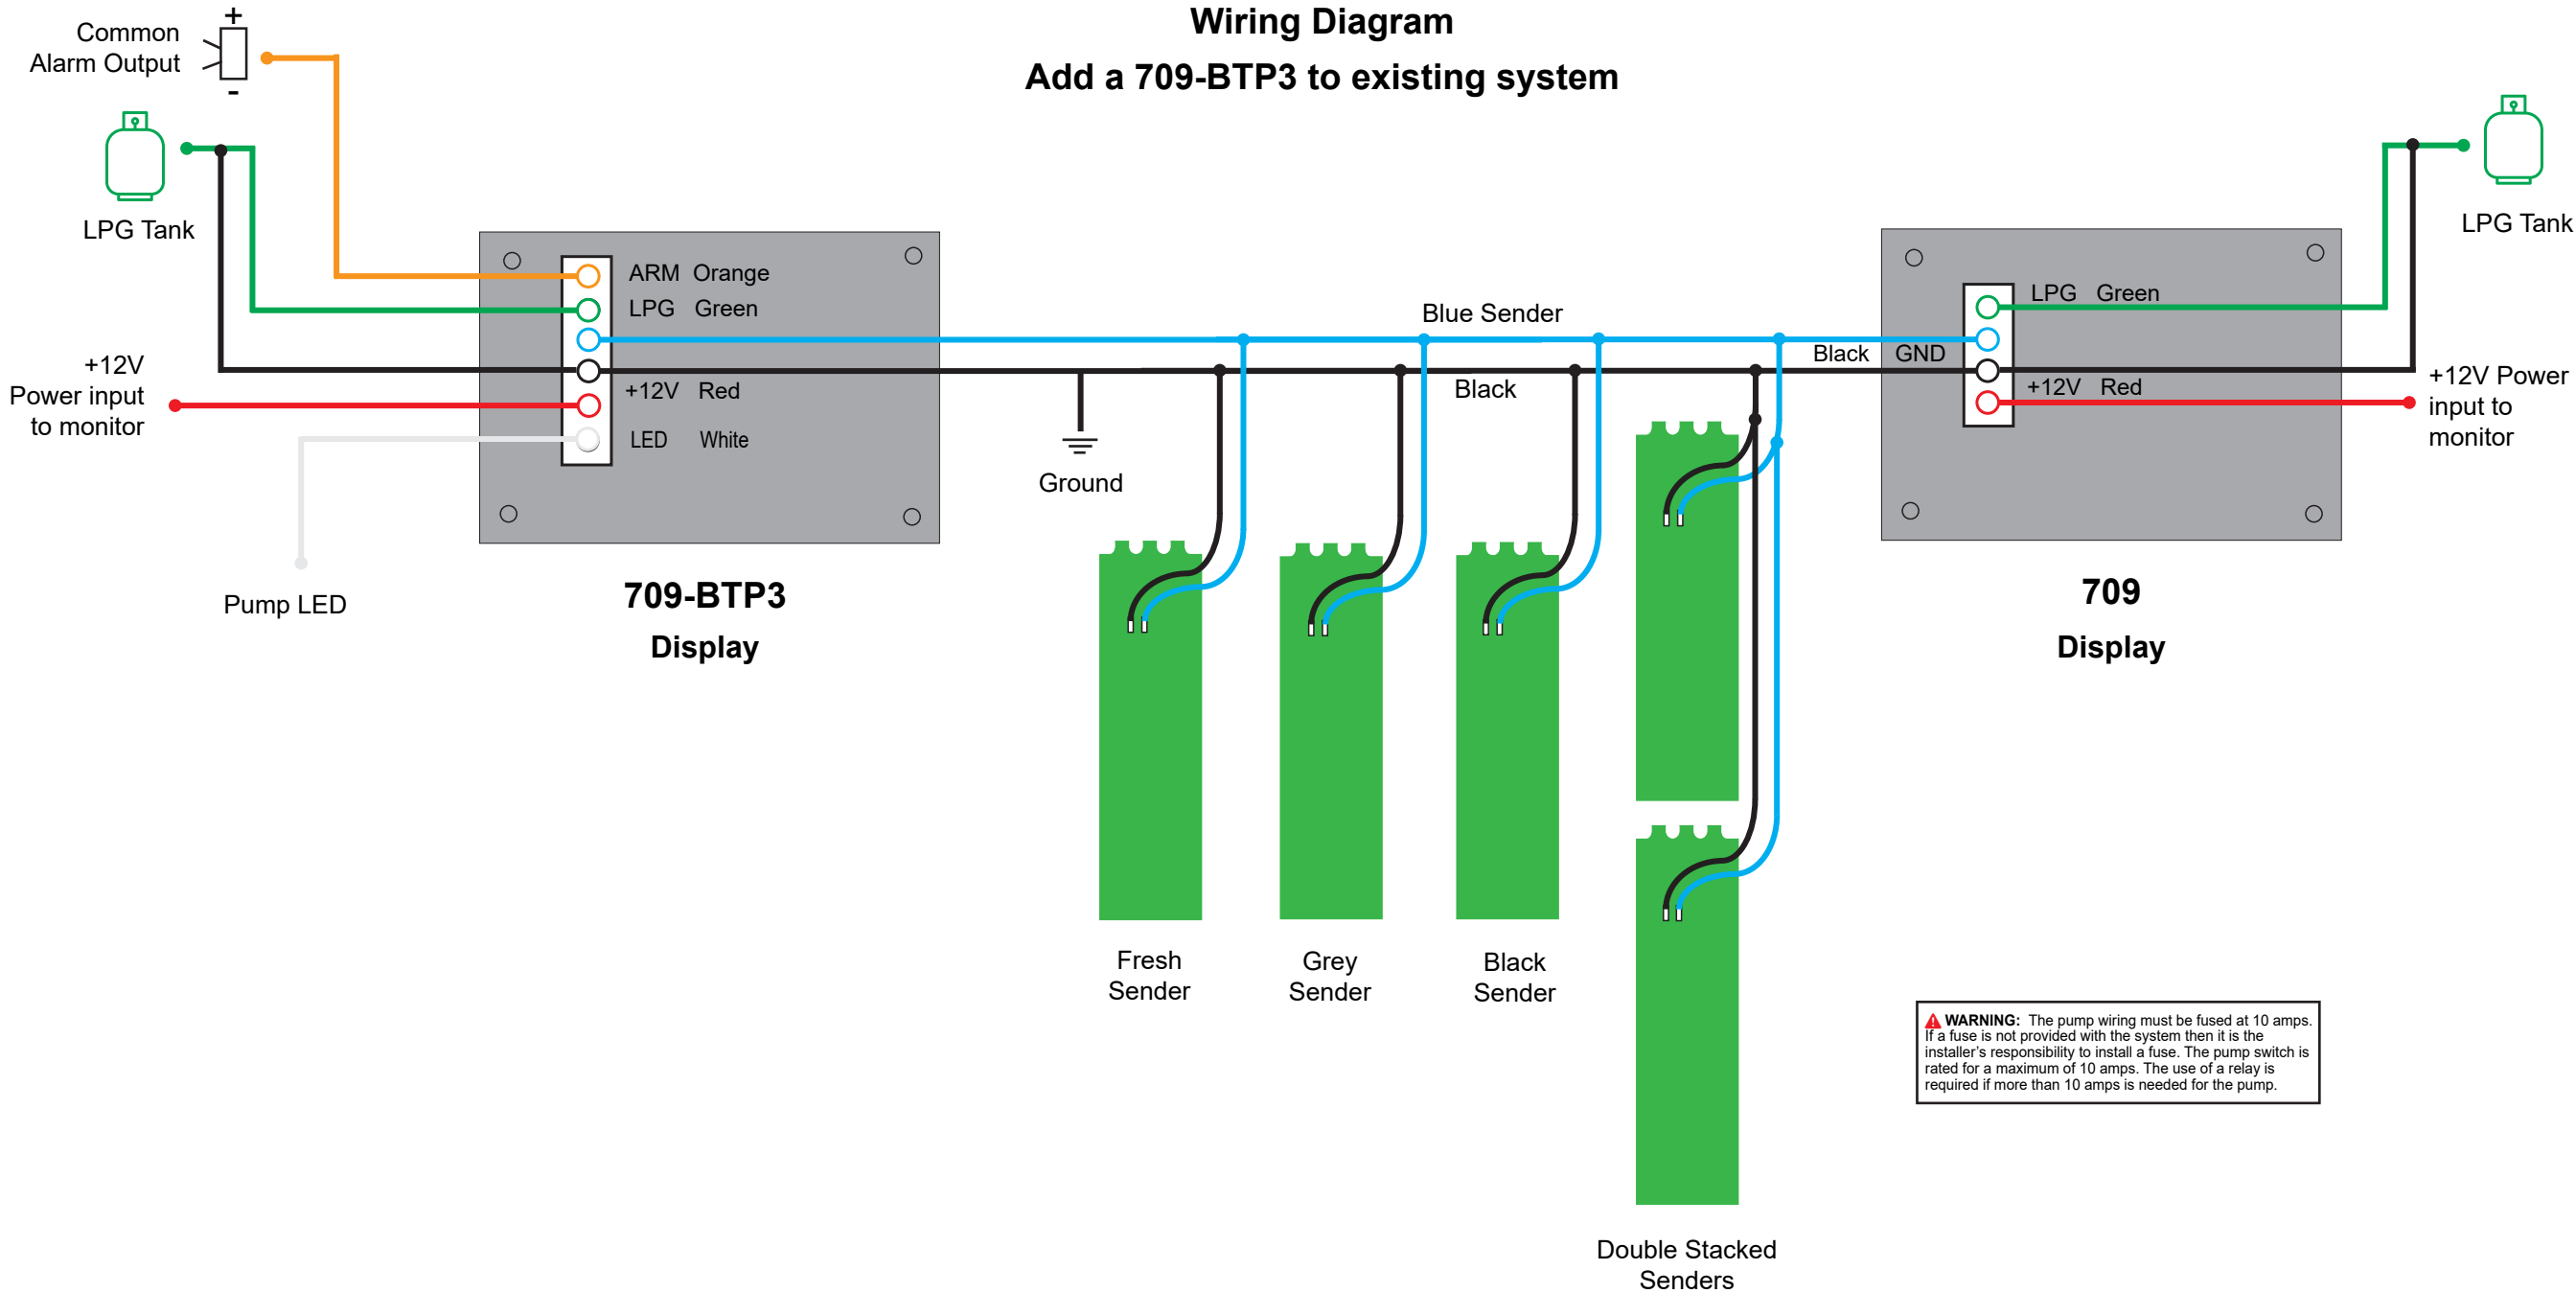 Wiring Diagram
Add a 709-BTP3 to existing system
Common
Alarm Output
+
-
LPG Tank
LPG Tank
ARM Orange
LPG Green
+12V Red
LED White
+12V
Power input
to monitor
Pump LED
709-BTP3
Display
Blue Sender
Black
Ground
Black GND
LPG Green
+12V Red
+12V Power
input to
monitor
709
Display
Fresh
Sender
Grey
Sender
Black
Sender
Double Stacked
Senders
WARNING: The pump wiring must be fused at 10 amps.
If a fuse is not provided with the system then it is the
installer’s responsibility to install a fuse. The pump switch is
rated for a maximum of 10 amps. The use of a relay is
required if more than 10 amps is needed for the pump.